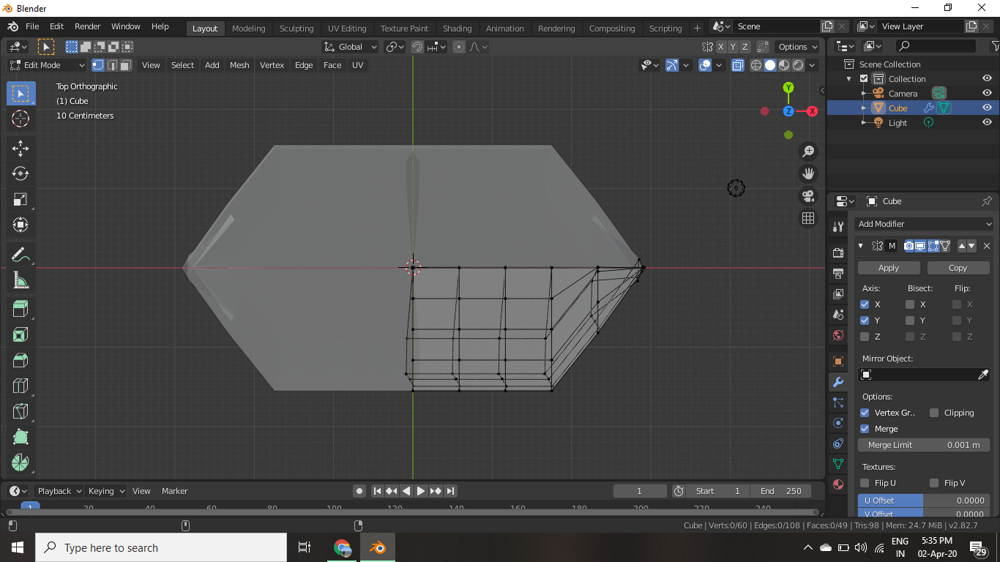 Blender
File Edit Render Window Help Layout Modeling Sculpting UV Editing Texture Paint Shading Animation Rendering Compositing Scripting + Scene View Layer
Global X Y Z Options
Edit Mode View Select Add Mesh Vertex Edge Face UV
Top Orthographic
(1) Cube
10 Centimeters
Y
Z X
Scene Collection
Collection
Camera
Cube
Light
Cube
Add Modifier
M
Apply Copy
Axis: Bisect: Flip:
X X X
Y Y Y
Z Z Z
Mirror Object:
Options:
Vertex Gr.. Clipping
Merge
Merge Limit 0.001 m
Textures:
Flip U Flip V
U Offset 0.0000
V Offset 0.0000
Playback Keying View Marker 1 Start 1 End 250
1 20 40 60 80 100 120 140 160 180 200 220 240
Cube | Verts:0/60 | Edges:0/108 | Faces:0/49 | Tris:98 | Mem: 24.7 MiB | v2.82.7
Type here to search
ENG
IN
5:35 PM
02-Apr-20
29